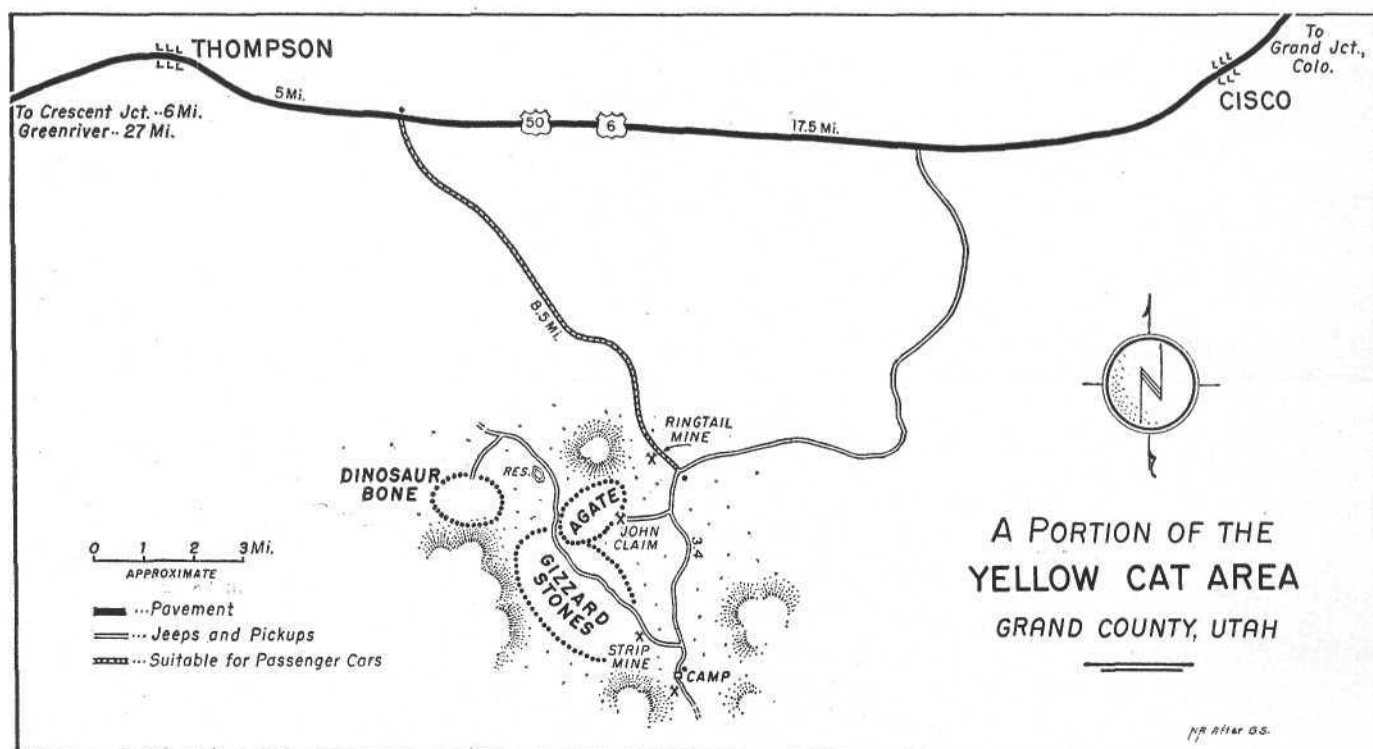 THOMPSON
To
Grand Jct.,
Colo.
CISCO
To Crescent Jct. ·· 6 Mi.
Greenriver ·· 27 Mi.
5 Mi.
50
6
17.5 Mi.
8.5 Mi.
RINGTAIL
MINE
DINOSAUR
BONE
RES.
AGATE
JOHN
CLAIM
3.4
GIZZARD
STONES
STRIP
MINE
CAMP
0 1 2 3 Mi.
APPROXIMATE
··· Pavement
··· Jeeps and Pickups
··· Suitable for Passenger Cars
N
A PORTION OF THE
YELLOW CAT AREA
GRAND COUNTY, UTAH
After G.S.